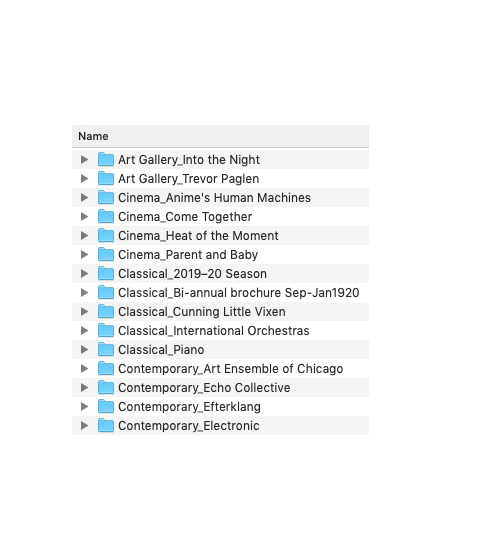 Name
Art Gallery_Into the Night
Art Gallery_Trevor Paglen
Cinema_Anime's Human Machines
Cinema_Come Together
Cinema_Heat of the Moment
Cinema_Parent and Baby
Classical_2019–20 Season
Classical_Bi-annual brochure Sep-Jan1920
Classical_Cunning Little Vixen
Classical_International Orchestras
Classical_Piano
Contemporary_Art Ensemble of Chicago
Contemporary_Echo Collective
Contemporary_Efterklang
Contemporary_Electronic